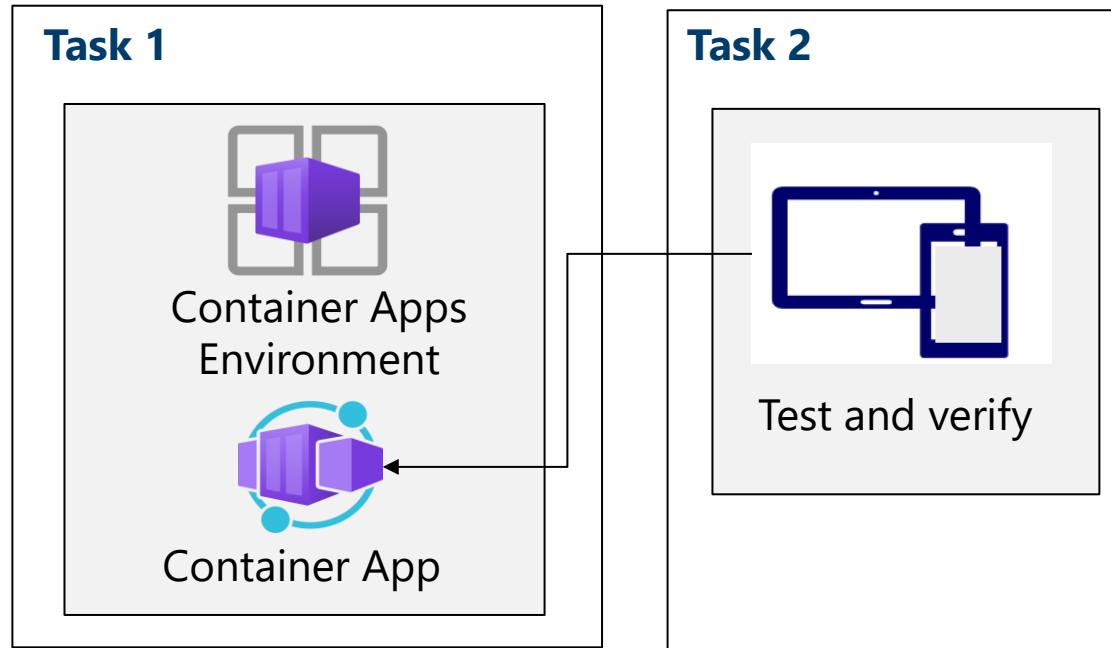 Task 1
Container Apps
Environment
Container App
Task 2
Test and verify